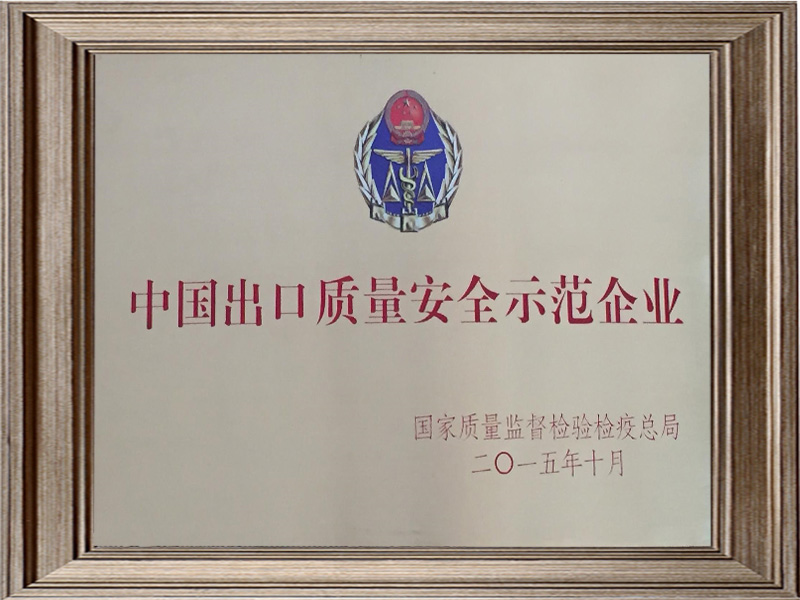 中国出口质量安全示范企业
国家质量监督检验检疫总局
二〇一五年十月